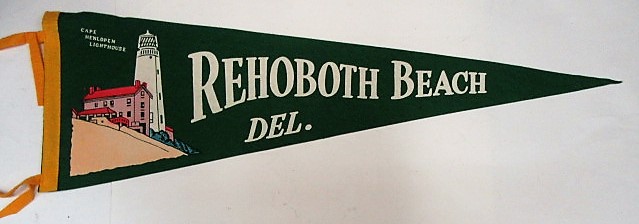 CAPE
HENLOPEN
LIGHTHOUSE
REHOBOTH BEACH
DEL.